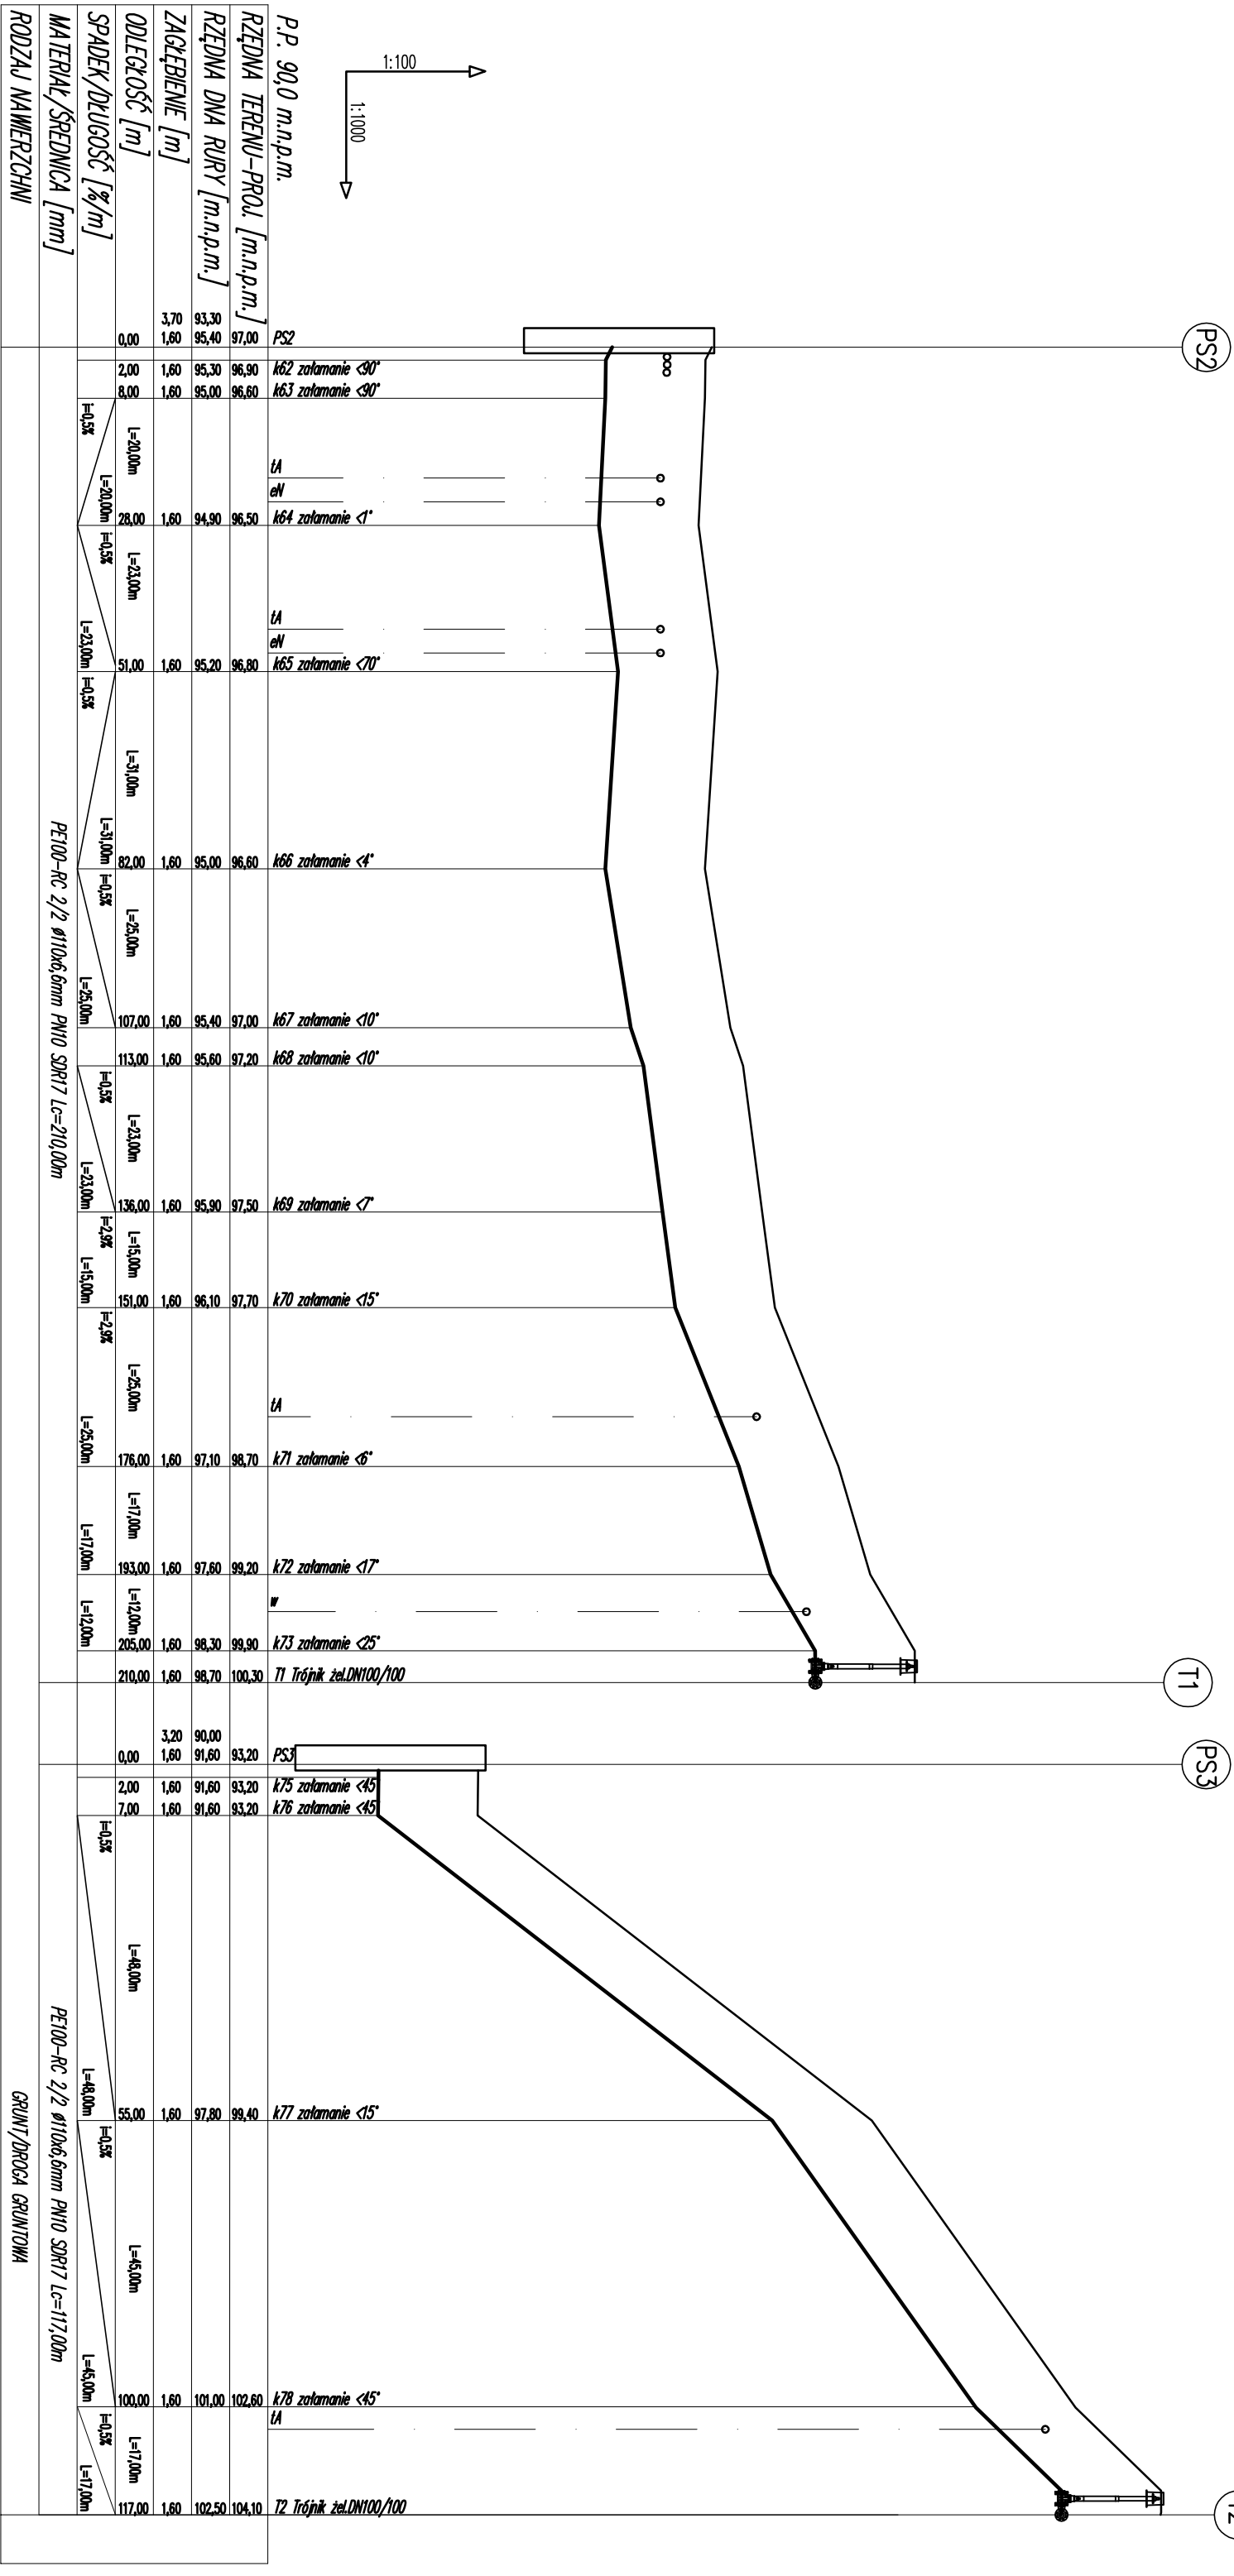 PS2
T1
PS3
T2
1:100
1:1000
P.P. 90,0 m.n.p.m.
PS2
k62 załamanie <90°
k63 załamanie <90°
tA
eN
k64 załamanie <1°
tA
eN
k65 załamanie <70°
k66 załamanie <4°
k67 załamanie <10°
k68 załamanie <10°
k69 załamanie <7°
k70 załamanie <15°
tA
k71 załamanie <6°
k72 załamanie <17°
w
k73 załamanie <25°
T1 Trójnik żel.DN100/100
PS3
k75 załamanie <45
k76 załamanie <45
k77 załamanie <15°
k78 załamanie <45°
tA
T2 Trójnik żel.DN100/100
RZĘDNA TERENU-PROJ. [m.n.p.m.]
97,00 96,90 96,60 96,50 96,80 96,60 97,00 97,20 97,50 97,70 98,70 99,20 99,90 100,30 93,20 93,20 93,20 99,40 102,60 104,10
RZĘDNA DNA RURY [m.n.p.m.]
93,30 90,00
95,40 95,30 95,00 94,90 95,20 95,00 95,40 95,60 95,90 96,10 97,10 97,60 98,30 98,70 91,60 91,60 91,60 97,80 101,00 102,50
ZAGŁĘBIENIE [m]
3,70 3,20
1,60 1,60 1,60 1,60 1,60 1,60 1,60 1,60 1,60 1,60 1,60 1,60 1,60 1,60 1,60 1,60 1,60 1,60 1,60 1,60
ODLEGŁOŚĆ [m]
0,00 2,00 8,00 L=20,00m 28,00 L=23,00m 51,00 L=31,00m 82,00 L=25,00m 107,00 113,00 L=23,00m 136,00 L=15,00m 151,00 L=25,00m 176,00 L=17,00m 193,00 L=12,00m 205,00 210,00 0,00 2,00 7,00 L=48,00m 55,00 L=45,00m 100,00 L=17,00m 117,00
SPADEK/DŁUGOŚĆ [%/m]
i=0,5% L=20,00m i=0,5% L=23,00m i=0,5% L=31,00m i=0,5% L=25,00m i=0,5% L=23,00m i=2,9% L=15,00m i=2,9% L=25,00m L=17,00m L=12,00m i=0,5% L=48,00m i=0,5% L=45,00m i=0,5% L=17,00m
MATERIAŁ/ŚREDNICA [mm]
PE100-RC 2/2 ø110x6,6mm PN10 SDR17 Lc=210,00m
PE100-RC 2/2 ø110x6,6mm PN10 SDR17 Lc=117,00m
RODZAJ NAWIERZCHNI
GRUNT/DROGA GRUNTOWA